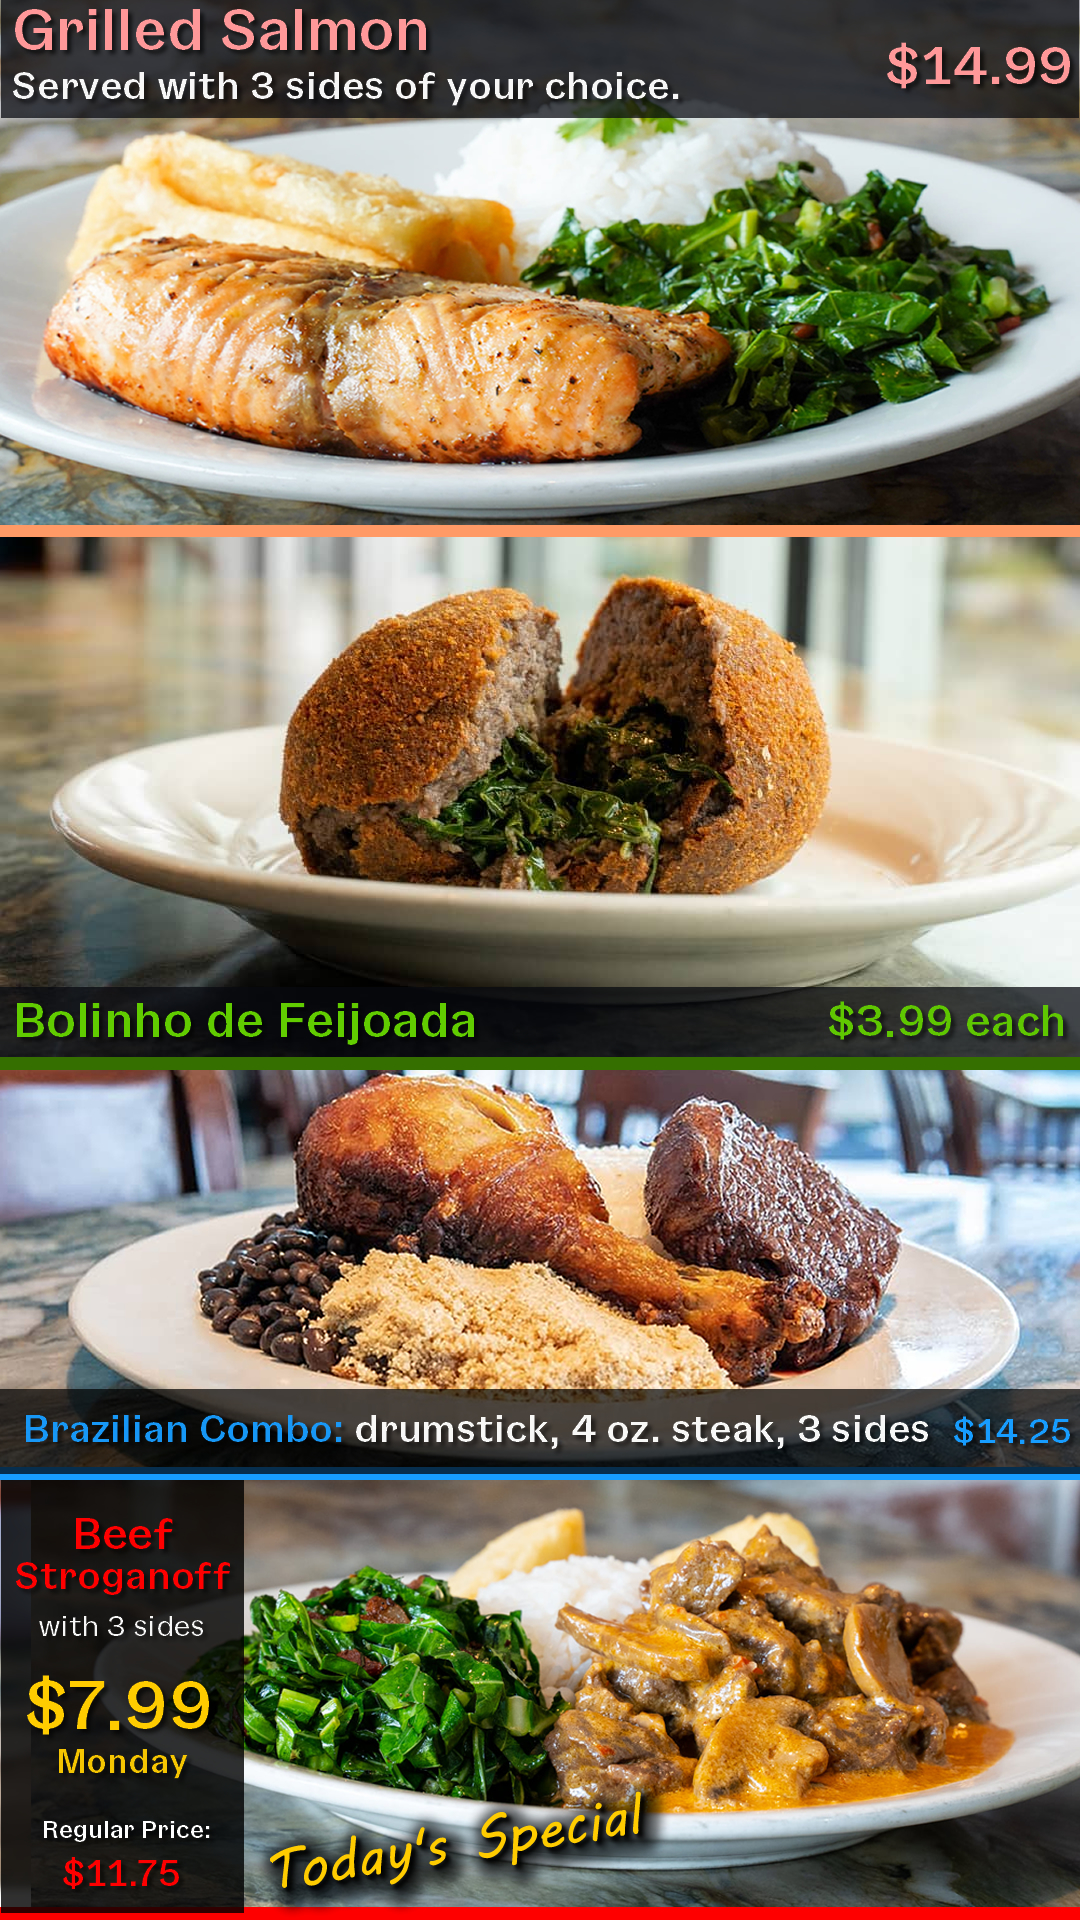 Grilled Salmon
Served with 3 sides of your choice.
$14.99
Bolinho de Feijoada
$3.99 each
Brazilian Combo: drumstick, 4 oz. steak, 3 sides $14.25
Beef
Stroganoff
with 3 sides
$7.99
Monday
Regular Price:
$11.75
Today's Special